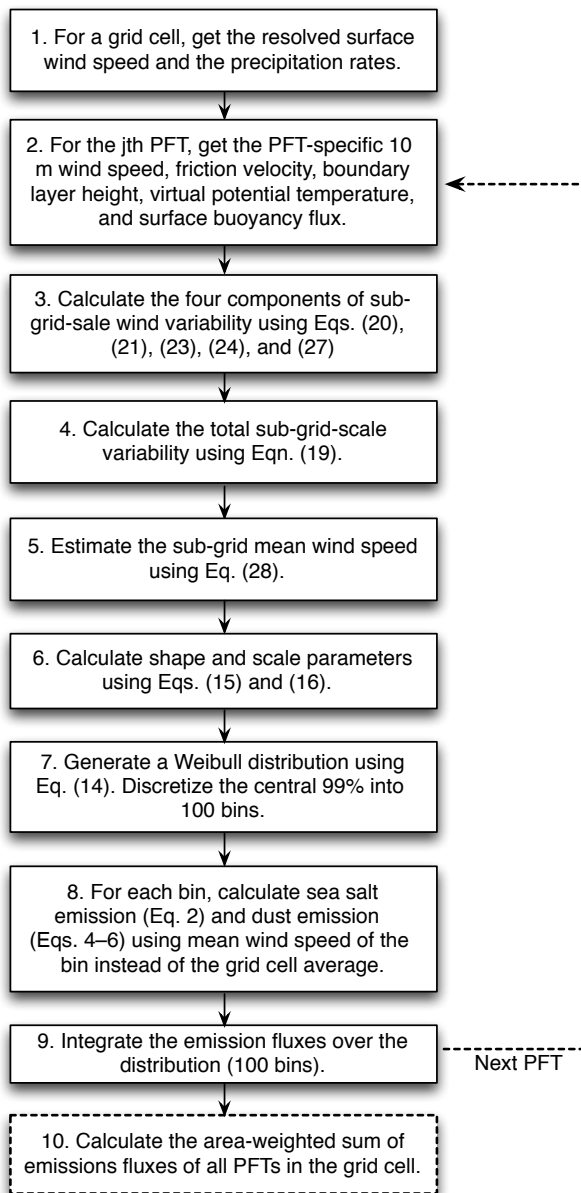 1. For a grid cell, get the resolved surface
wind speed and the precipitation rates.
2. For the jth PFT, get the PFT-specific 10
m wind speed, friction velocity, boundary
layer height, virtual potential temperature,
and surface buoyancy flux.
3. Calculate the four components of sub-
grid-sale wind variability using Eqs. (20),
(21), (23), (24), and (27)
4. Calculate the total sub-grid-scale
variability using Eqn. (19).
5. Estimate the sub-grid mean wind speed
using Eq. (28).
6. Calculate shape and scale parameters
using Eqs. (15) and (16).
7. Generate a Weibull distribution using
Eq. (14). Discretize the central 99% into
100 bins.
8. For each bin, calculate sea salt
emission (Eq. 2) and dust emission
(Eqs. 4–6) using mean wind speed of the
bin instead of the grid cell average.
9. Integrate the emission fluxes over the
distribution (100 bins).
Next PFT
10. Calculate the area-weighted sum of
emissions fluxes of all PFTs in the grid cell.